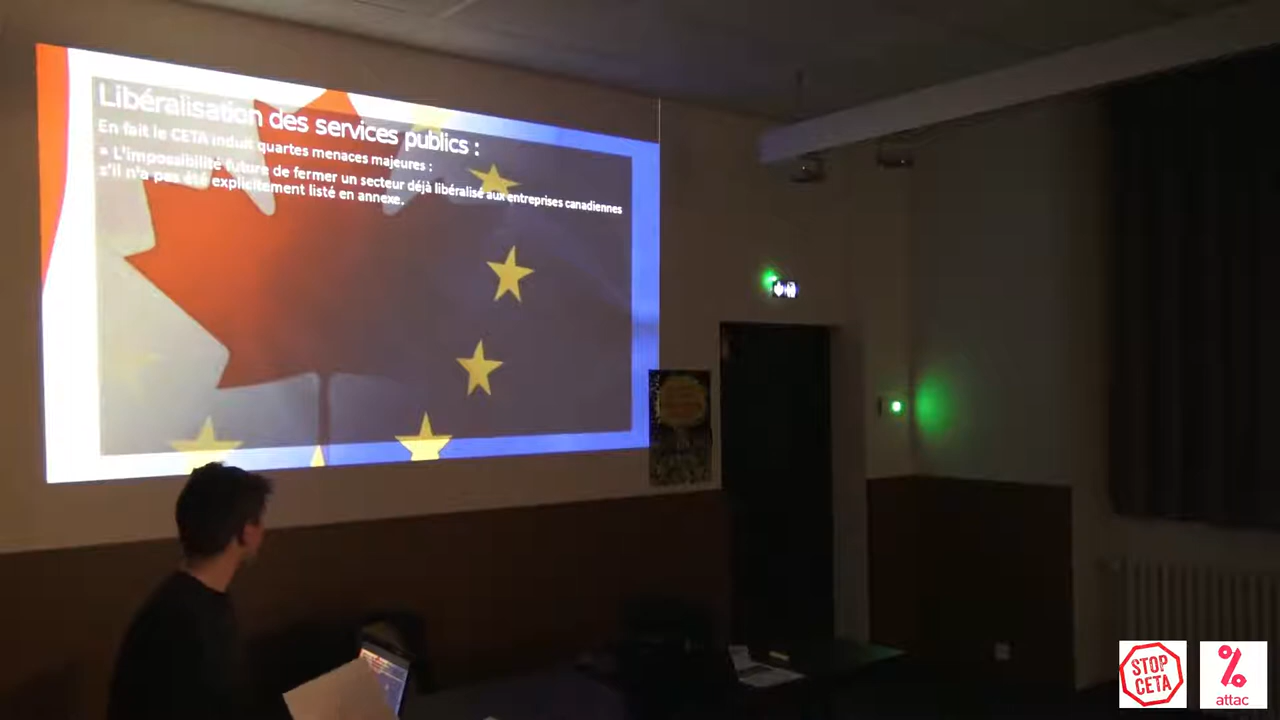 Libéralisation des services publics :
En fait le CETA induit quartes menaces majeures :
L'impossibilité future de fermer un secteur déjà libéralisé aux entreprises canadiennes
s'il n'a pas été explicitement listé en annexe.
STOP
CETA
%
attac